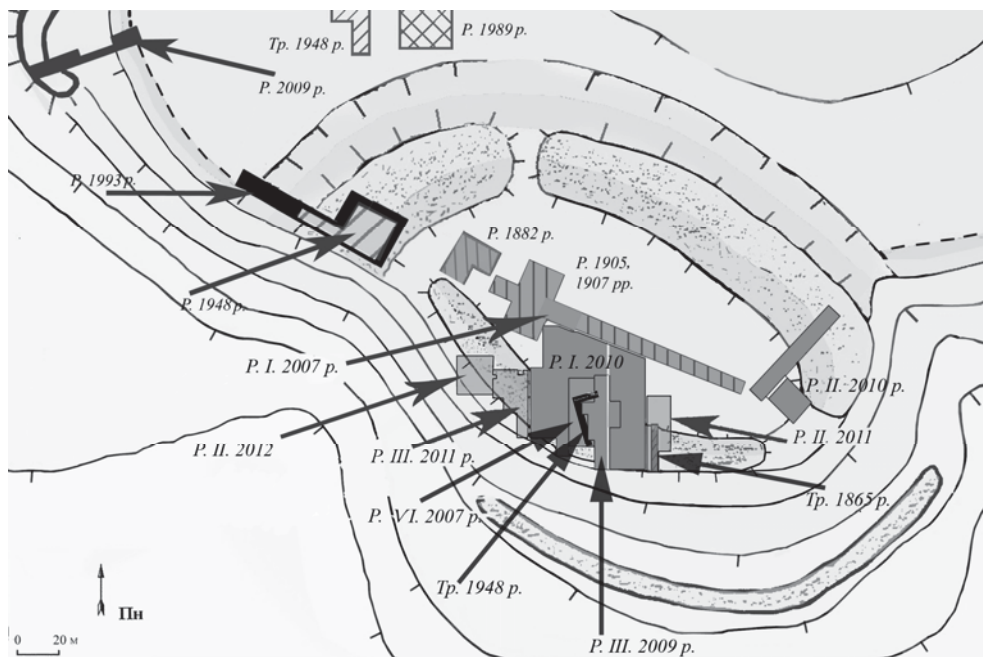 Тр. 1948 р.
Р. 1989 р.
Р. 2009 р.
Р. 1993 р.
Р. 1882 р.
Р. 1905,
1907 рр.
Р. 1948 р.
Р. І. 2007 р.
Р. І. 2010
Р. ІІ. 2010 р.
Р. ІІ. 2012
Р. ІІІ. 2011 р.
Р. ІІ. 2011
Р. VI. 2007 р.
Тр. 1865 р.
Тр. 1948 р.
Р. ІІІ. 2009 р.
Пн
0 20 м